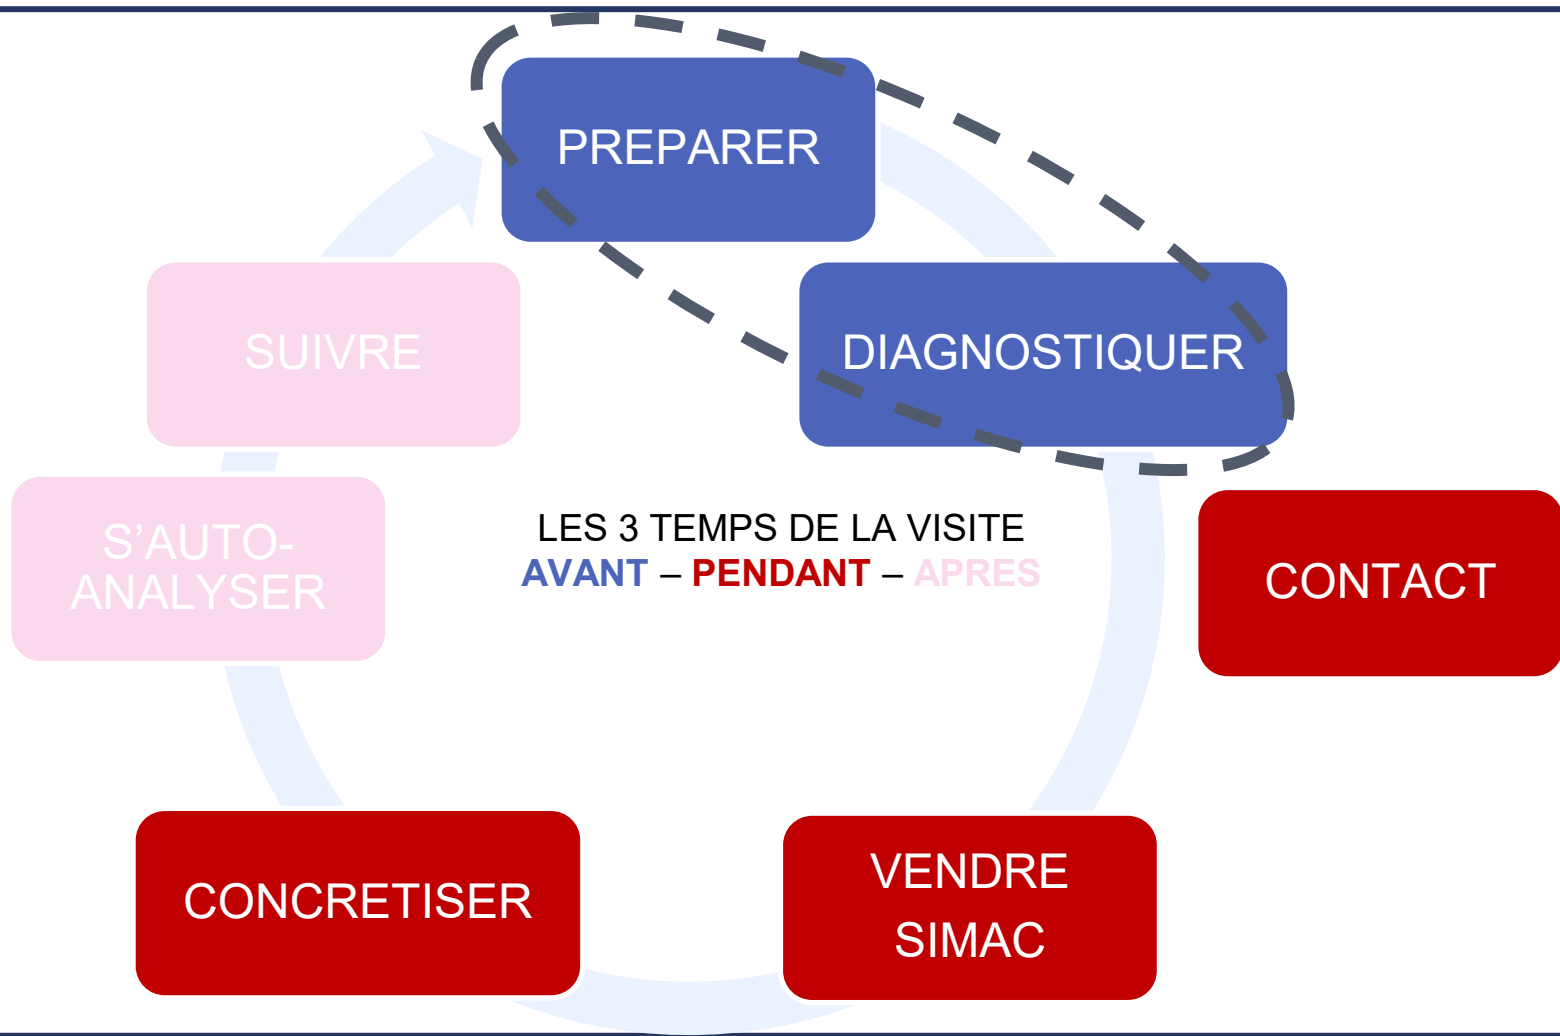 PREPARER
DIAGNOSTIQUER
CONTACT
VENDRE
SIMAC
CONCRETISER
S’AUTO-
ANALYSER
SUIVRE
LES 3 TEMPS DE LA VISITE
AVANT – PENDANT – APRES